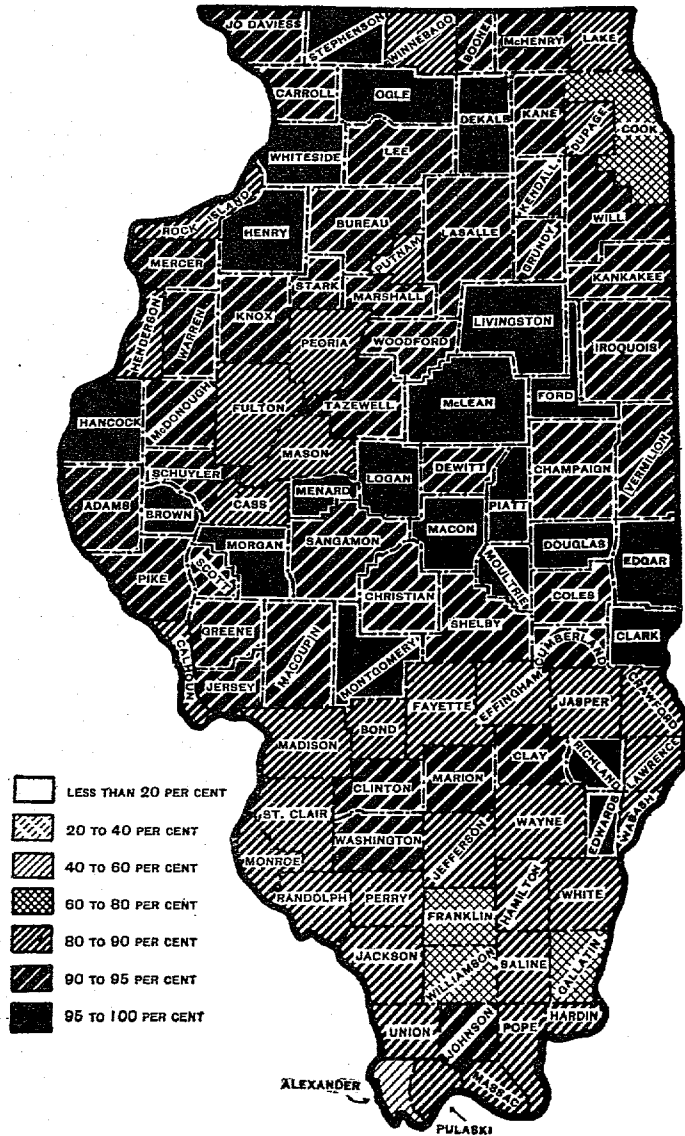 JO DAVIESS
STEPHENSON
WINNEBAGO
BOONE
McHENRY
LAKE
CARROLL
OGLE
DEKALB
KANE
DUPAGE
COOK
WHITESIDE
LEE
KENDALL
ROCK ISLAND
HENRY
BUREAU
PUTNAM
LASALLE
GRUNDY
WILL
MERCER
STARK
MARSHALL
KANKAKEE
HENDERSON
WARREN
KNOX
PEORIA
WOODFORD
LIVINGSTON
IROQUOIS
HANCOCK
McDONOUGH
FULTON
TAZEWELL
McLEAN
FORD
MASON
SCHUYLER
LOGAN
DEWITT
CHAMPAIGN
VERMILION
ADAMS
BROWN
CASS
MENARD
MACON
PIATT
MORGAN
SANGAMON
DOUGLAS
EDGAR
PIKE
SCOTT
CHRISTIAN
MOULTRIE
COLES
GREENE
MACOUPIN
SHELBY
CUMBERLAND
CLARK
CALHOUN
JERSEY
MONTGOMERY
FAYETTE
EFFINGHAM
JASPER
CRAWFORD
MADISON
BOND
CLAY
RICHLAND
LAWRENCE
CLINTON
MARION
ST. CLAIR
WASHINGTON
JEFFERSON
WAYNE
EDWARDS
WABASH
MONROE
RANDOLPH
PERRY
FRANKLIN
HAMILTON
WHITE
JACKSON
WILLIAMSON
SALINE
GALLATIN
UNION
JOHNSON
POPE
HARDIN
ALEXANDER
MASSAC
PULASKI
LESS THAN 20 PER CENT
20 TO 40 PER CENT
40 TO 60 PER CENT
60 TO 80 PER CENT
80 TO 90 PER CENT
90 TO 95 PER CENT
95 TO 100 PER CENT